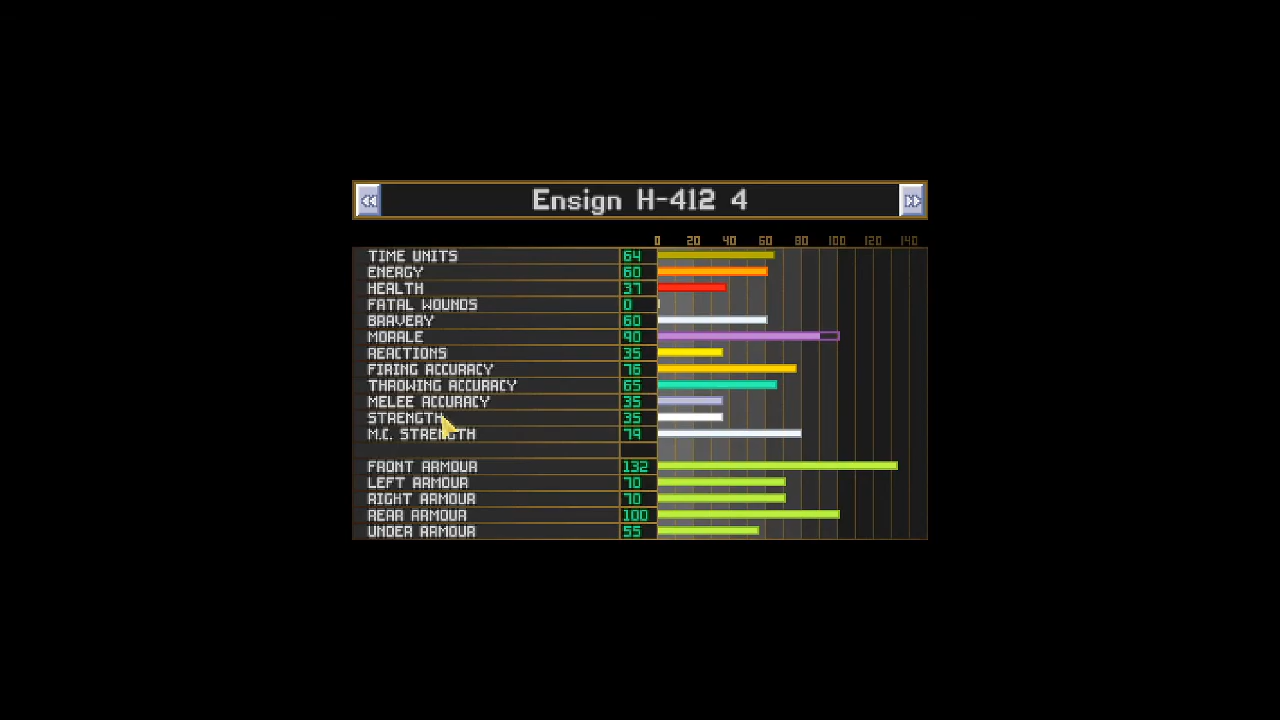 Ensign H-412 4
0 20 40 60 80 100 120 140
TIME UNITS 64
ENERGY 60
HEALTH 37
FATAL WOUNDS 0
BRAVERY 60
MORALE 90
REACTIONS 35
FIRING ACCURACY 76
THROWING ACCURACY 65
MELEE ACCURACY 35
STRENGTH 35
M.C. STRENGTH 79
FRONT ARMOUR 132
LEFT ARMOUR 70
RIGHT ARMOUR 70
REAR ARMOUR 100
UNDER ARMOUR 55